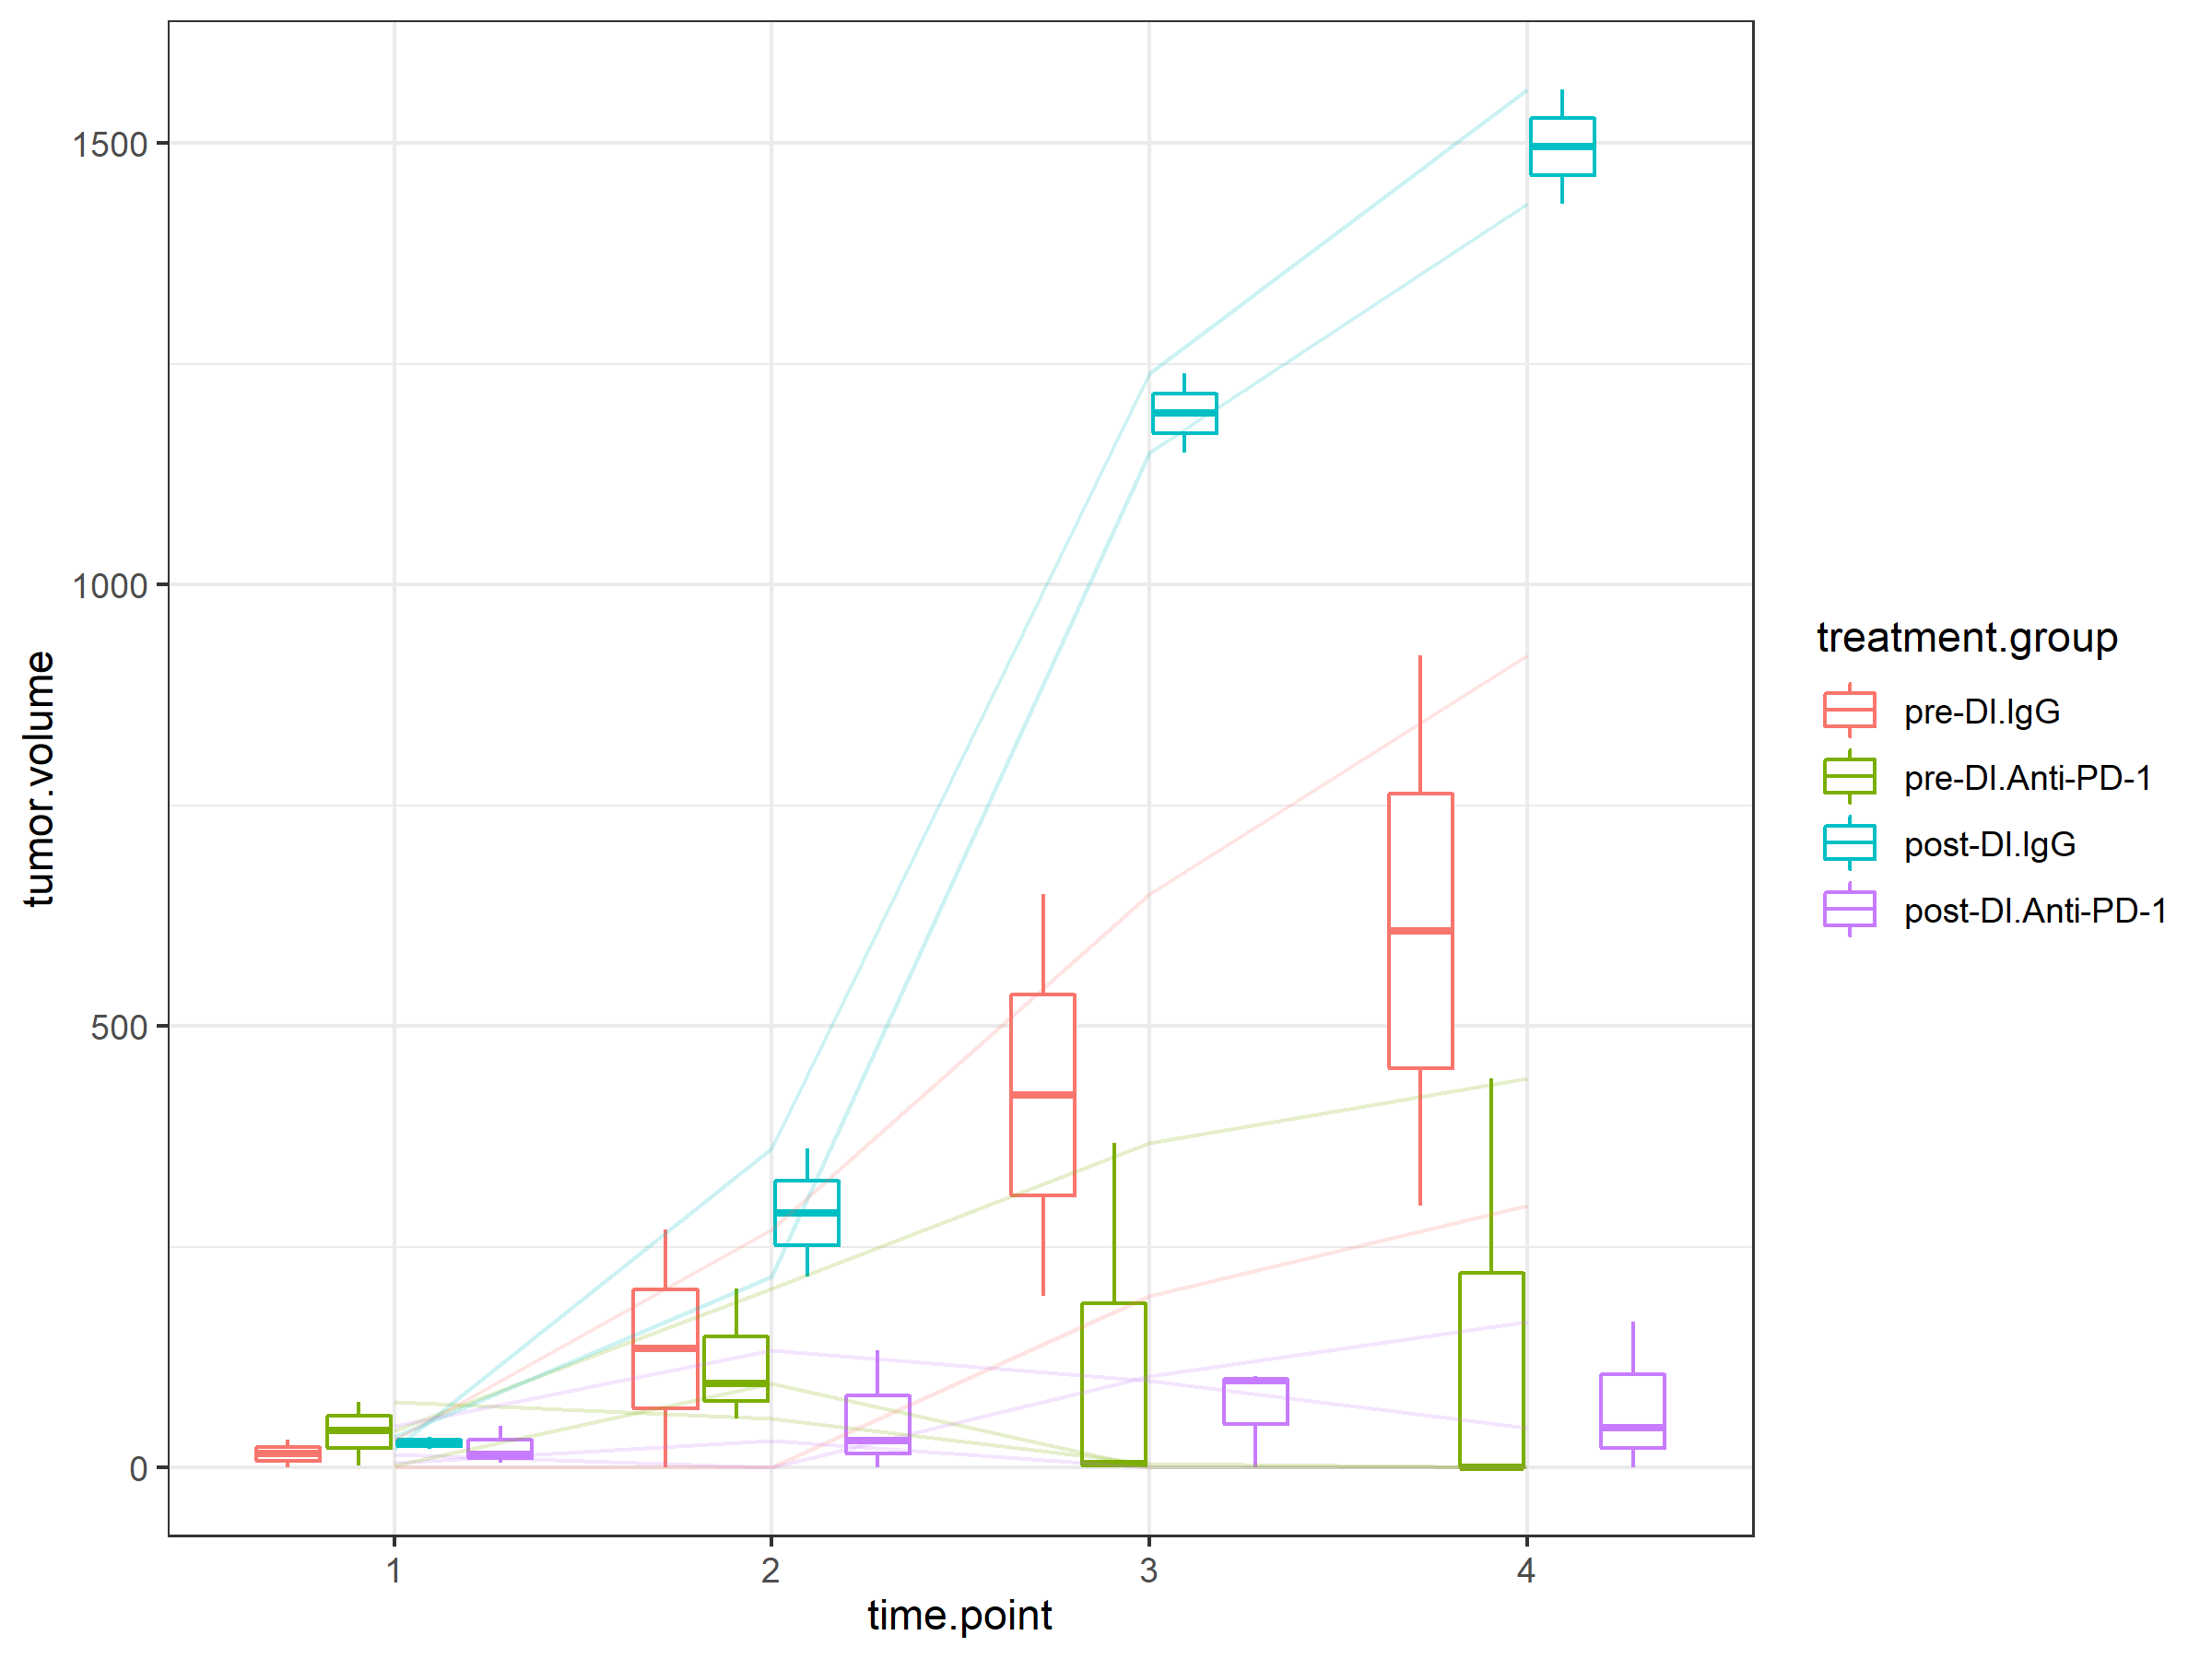 1500
1000
500
0
tumor.volume
1
2
3
4
time.point
treatment.group
pre-DI.IgG
pre-DI.Anti-PD-1
post-DI.IgG
post-DI.Anti-PD-1